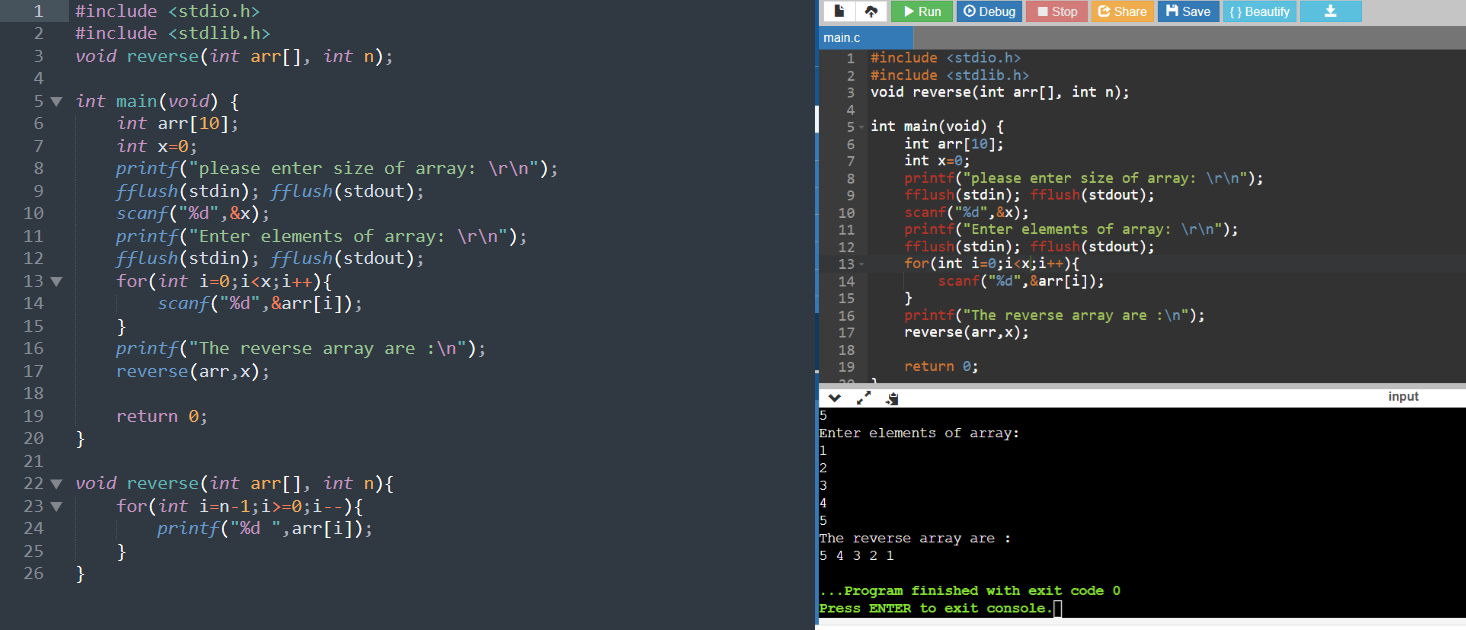 1 #include <stdio.h>
2 #include <stdlib.h>
3 void reverse(int arr[], int n);
4
5 int main(void) {
6     int arr[10];
7     int x=0;
8     printf("please enter size of array: \r\n");
9     fflush(stdin); fflush(stdout);
10     scanf("%d",&x);
11     printf("Enter elements of array: \r\n");
12     fflush(stdin); fflush(stdout);
13     for(int i=0;i<x;i++){
14         scanf("%d",&arr[i]);
15     }
16     printf("The reverse array are :\n");
17     reverse(arr,x);
18
19     return 0;
20 }
21
22 void reverse(int arr[], int n){
23     for(int i=n-1;i>=0;i--){
24         printf("%d ",arr[i]);
25     }
26 }
Run Debug Stop Share Save { } Beautify
main.c
1 #include <stdio.h>
2 #include <stdlib.h>
3 void reverse(int arr[], int n);
4
5 int main(void) {
6     int arr[10];
7     int x=0;
8     printf("please enter size of array: \r\n");
9     fflush(stdin); fflush(stdout);
10     scanf("%d",&x);
11     printf("Enter elements of array: \r\n");
12     fflush(stdin); fflush(stdout);
13     for(int i=0;i<x;i++){
14         scanf("%d",&arr[i]);
15     }
16     printf("The reverse array are :\n");
17     reverse(arr,x);
18
19     return 0;
20 }
input
5
Enter elements of array:
1
2
3
4
5
The reverse array are :
5 4 3 2 1
...Program finished with exit code 0
Press ENTER to exit console.